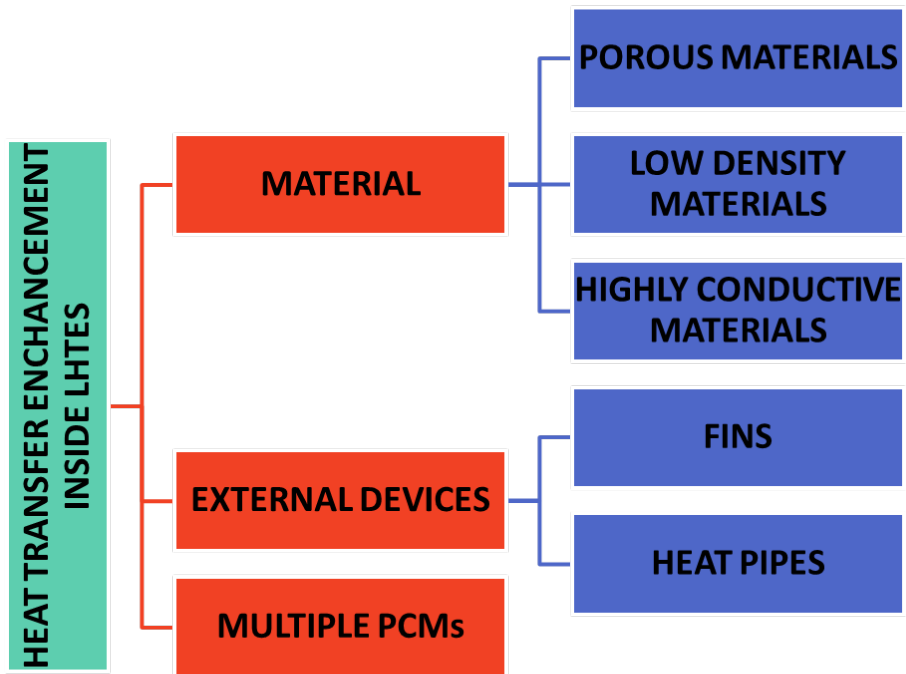 HEAT TRANSFER ENCHANCEMENT
INSIDE LHTES
MATERIAL
POROUS MATERIALS
LOW DENSITY
MATERIALS
HIGHLY CONDUCTIVE
MATERIALS
EXTERNAL DEVICES
FINS
HEAT PIPES
MULTIPLE PCMs